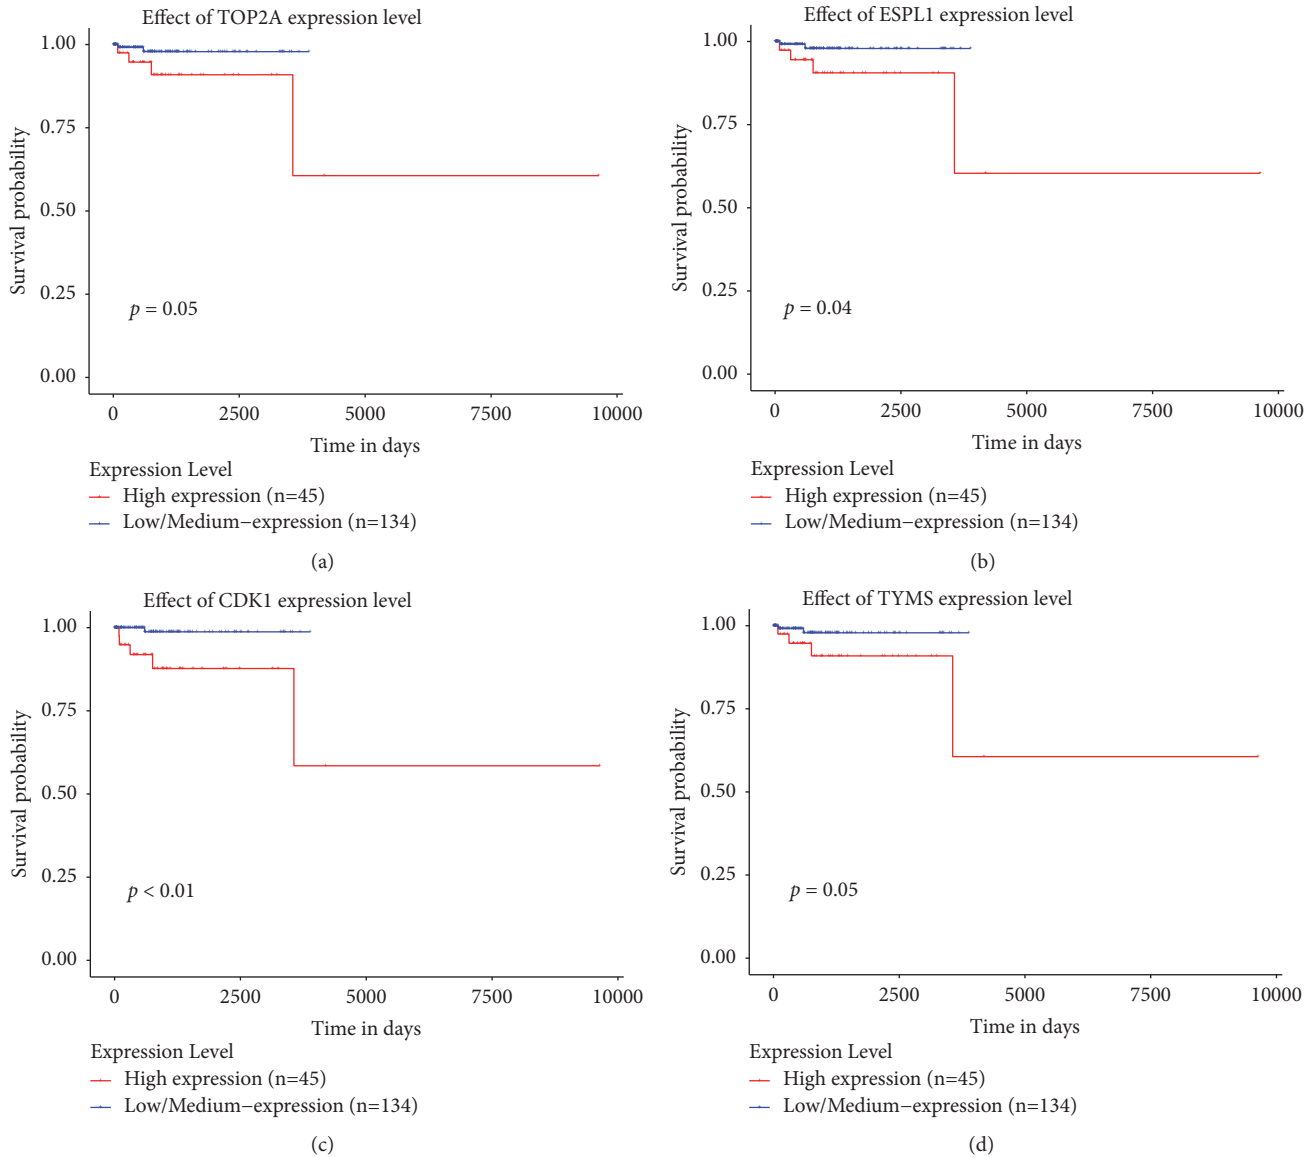 Effect of TOP2A expression level
1.00
0.75
0.50
0.25
0.00
Survival probability
p = 0.05
0 2500 5000 7500 10000
Time in days
Expression Level
High expression (n=45)
Low/Medium−expression (n=134)
(a)
Effect of ESPL1 expression level
1.00
0.75
0.50
0.25
0.00
Survival probability
p = 0.04
0 2500 5000 7500 10000
Time in days
Expression Level
High expression (n=45)
Low/Medium−expression (n=134)
(b)
Effect of CDK1 expression level
1.00
0.75
0.50
0.25
0.00
Survival probability
p < 0.01
0 2500 5000 7500 10000
Time in days
Expression Level
High expression (n=45)
Low/Medium−expression (n=134)
(c)
Effect of TYMS expression level
1.00
0.75
0.50
0.25
0.00
Survival probability
p = 0.05
0 2500 5000 7500 10000
Time in days
Expression Level
High expression (n=45)
Low/Medium−expression (n=134)
(d)